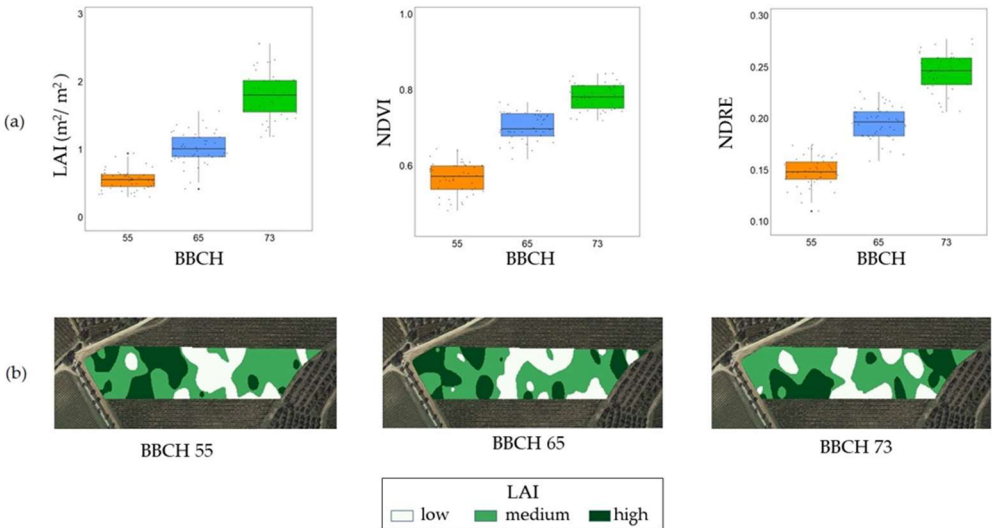 (a)
LAI (m²/ m²)
3
2
1
0
55 65 73
BBCH
NDVI
1.0
0.8
0.6
55 65 73
BBCH
NDRE
0.30
0.25
0.20
0.15
0.10
55 65 73
BBCH
(b)
BBCH 55
BBCH 65
BBCH 73
LAI
low medium high